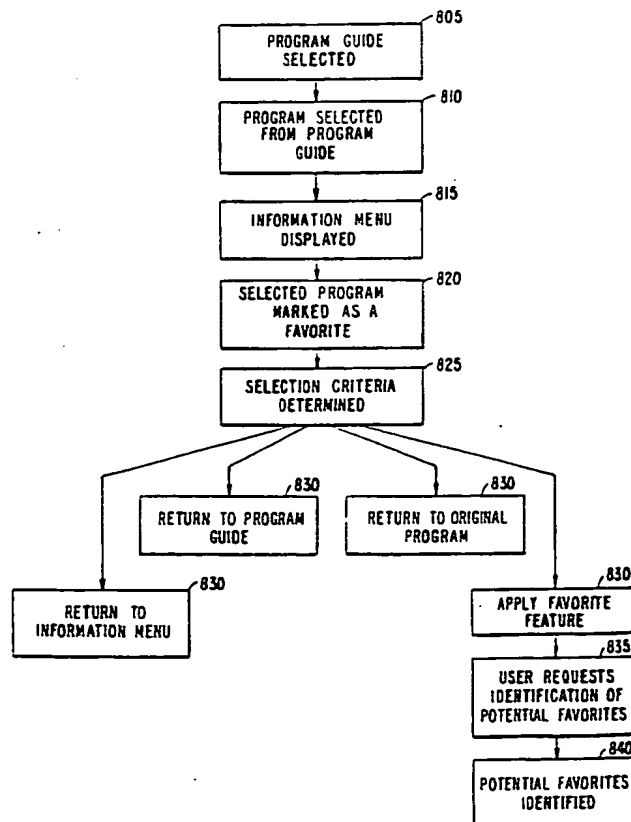 805
PROGRAM GUIDE
SELECTED
810
PROGRAM SELECTED
FROM PROGRAM
GUIDE
815
INFORMATION MENU
DISPLAYED
820
SELECTED PROGRAM
MARKED AS A
FAVORITE
825
SELECTION CRITERIA
DETERMINED
830
RETURN TO
INFORMATION MENU
830
RETURN TO PROGRAM
GUIDE
830
RETURN TO ORIGINAL
PROGRAM
830
APPLY FAVORITE
FEATURE
835
USER REQUESTS
IDENTIFICATION OF
POTENTIAL FAVORITES
840
POTENTIAL FAVORITES
IDENTIFIED